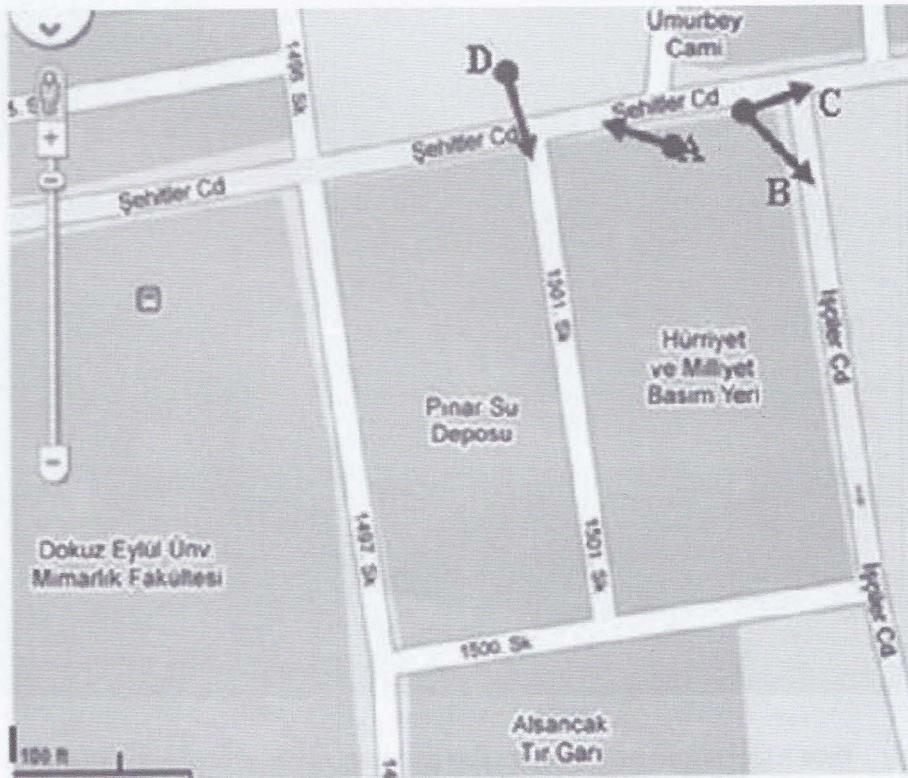 Umurbey
Cami
D
1496. Sk
Şehitler Cd
C
A
Şehitler Cd
B
Şehitler Cd
1501. Sk
İşçiler Cd
Hürriyet
ve Milliyet
Basım Yeri
Pınar Su
Deposu
1497. Sk
1501. Sk
Dokuz Eylül Ünv
Mimarlık Fakültesi
İşçiler Cd
1500. Sk
Alsancak
Tır Garı
100 ft